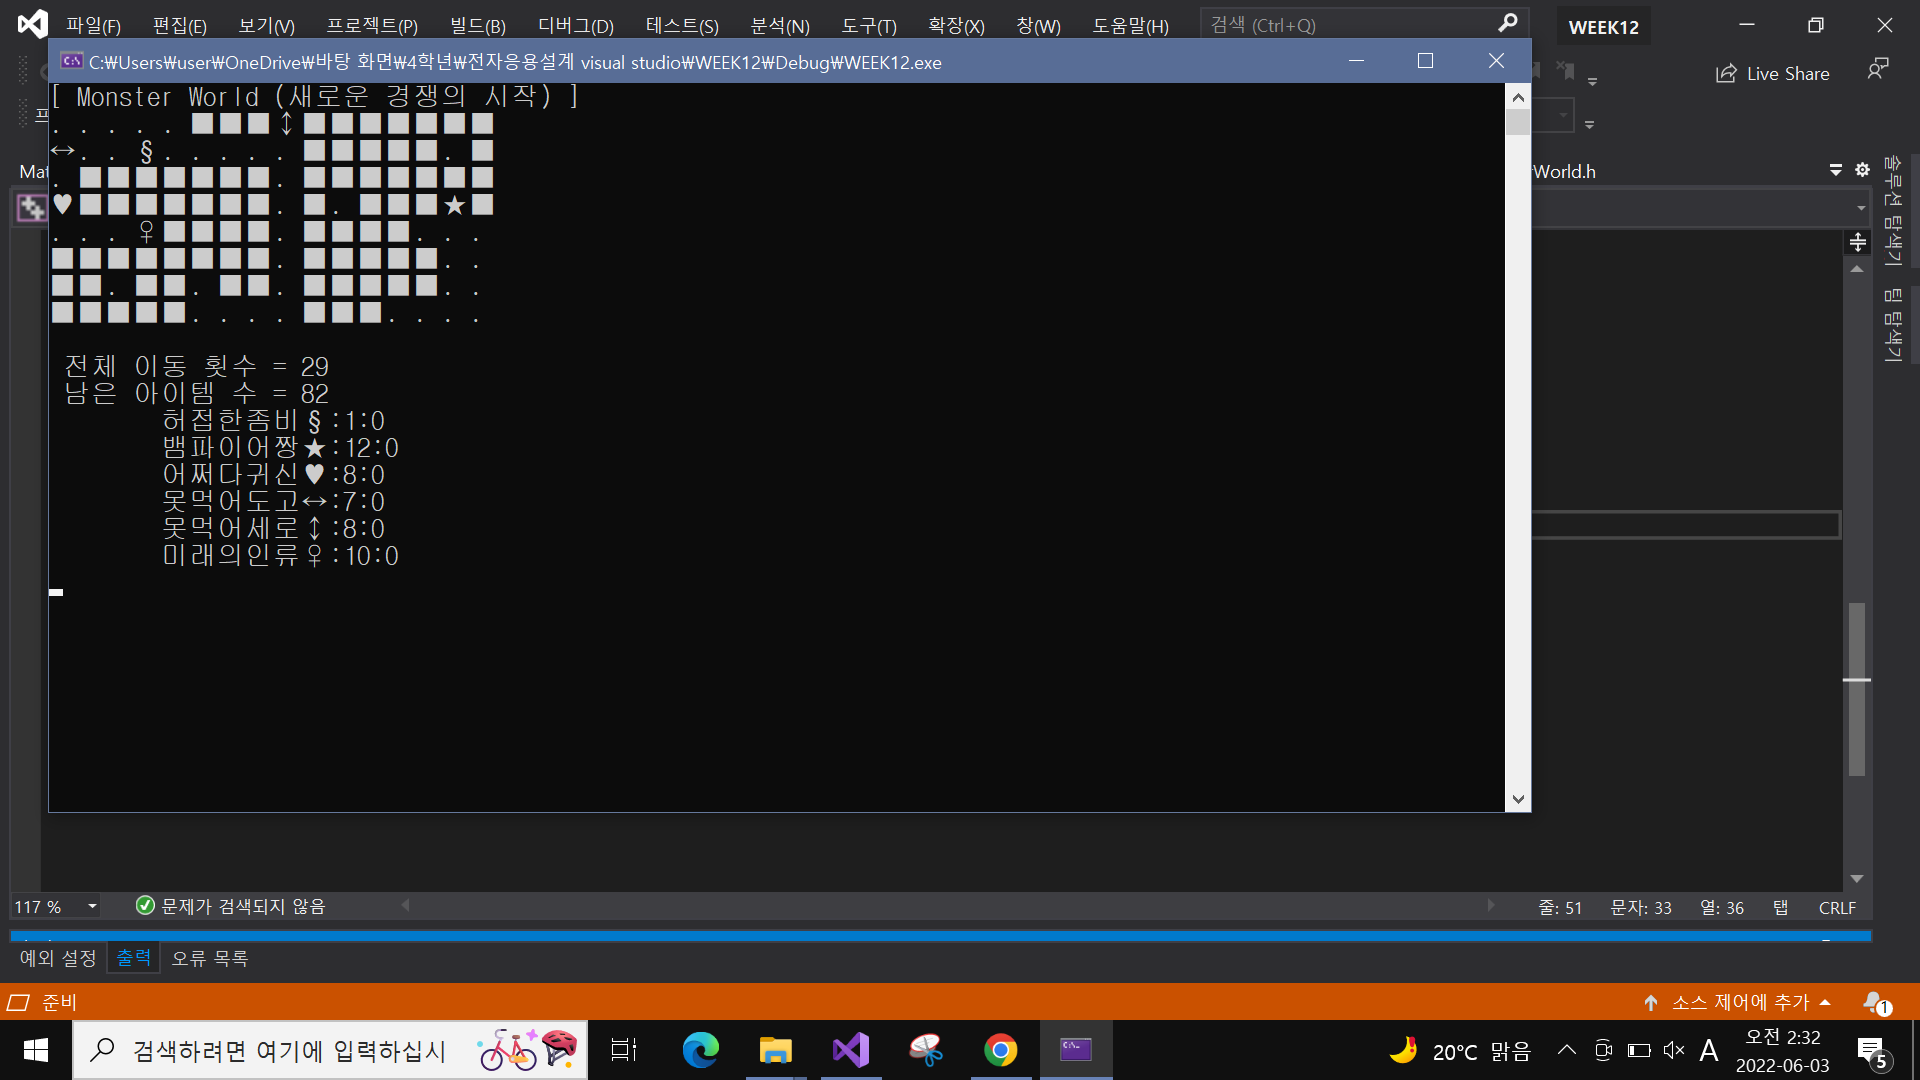 파일(F) 편집(E) 보기(V) 프로젝트(P) 빌드(B) 디버그(D) 테스트(S) 분석(N) 도구(T) 확장(X) 창(W) 도움말(H) 검색 (Ctrl+Q) WEEK12
C:₩Users₩user₩OneDrive₩바탕 화면₩4학년₩전자응용설계 visual studio₩WEEK12₩Debug₩WEEK12.exe
Live Share
[ Monster World (새로운 경쟁의 시작) ]
. . . . . ■■■↕■■■■■■■
↔. . §. . . . . ■■■■■. ■
. ■■■■■■■. ■■■■■■■
♥■■■■■■■. ■. ■■■★■
. . . ♀■■■■. ■■■■. . .
■■■■■■■■. ■■■■■. .
■■. ■■. ■■. ■■■■■. .
■■■■■. . . . ■■■. . . .
전체 이동 횟수 = 29
남은 아이템 수 = 82
허접한좀비§:1:0
뱀파이어짱★:12:0
어쩌다귀신♥:8:0
못먹어도고↔:7:0
못먹어세로↕:8:0
미래의인류♀:10:0
World.h
솔루션 탐색기
팀 탐색기
117 % 문제가 검색되지 않음 줄: 51 문자: 33 열: 36 탭 CRLF
예외 설정 출력 오류 목록
준비 소스 제어에 추가 1
검색하려면 여기에 입력하십시 20℃ 맑음 A 오전 2:32
2022-06-03 5